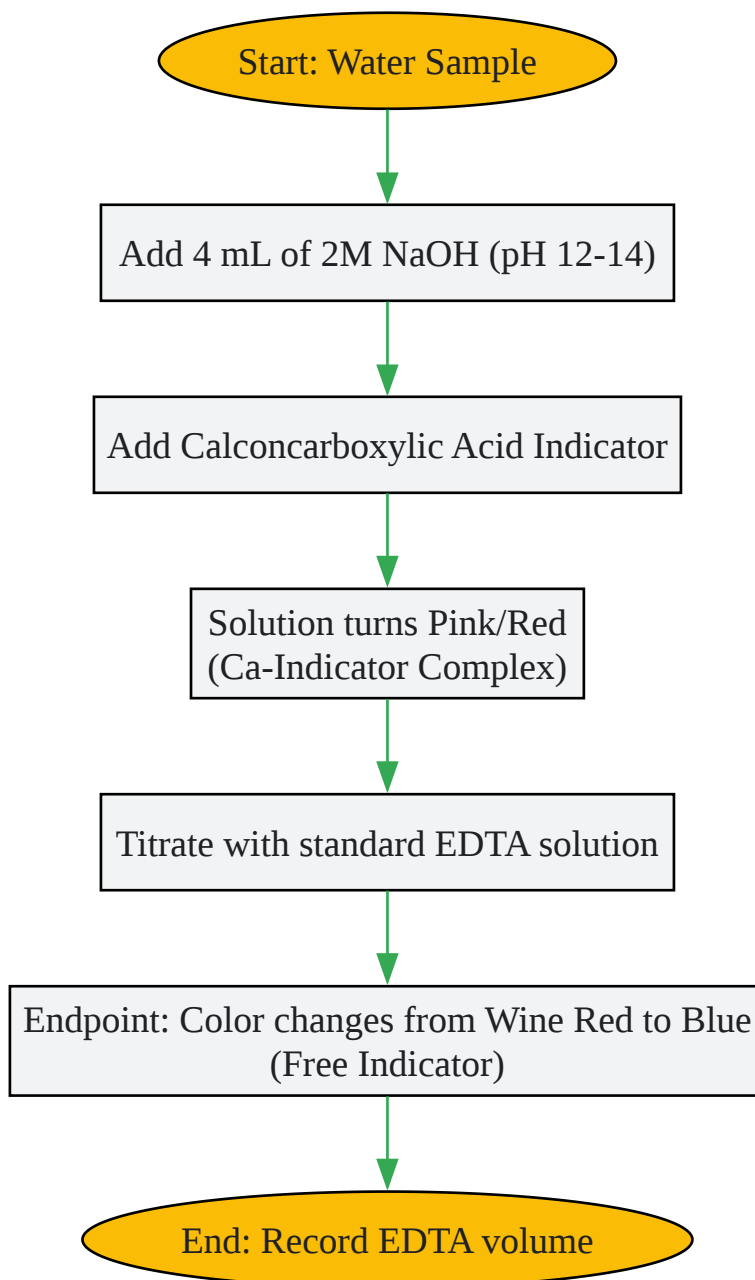 Start: Water Sample
Add 4 mL of 2M NaOH (pH 12-14)
Add Calconcarboxylic Acid Indicator
Solution turns Pink/Red
(Ca-Indicator Complex)
Titrate with standard EDTA solution
Endpoint: Color changes from Wine Red to Blue
(Free Indicator)
End: Record EDTA volume